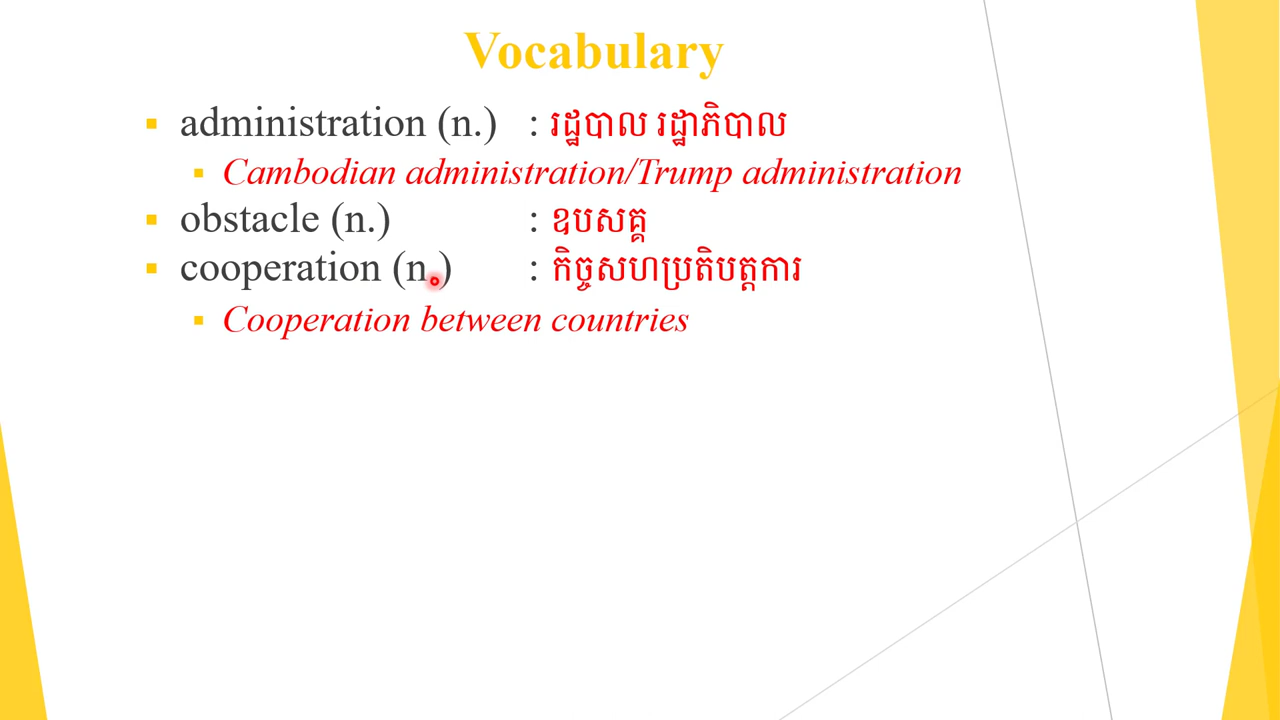 Vocabulary
administration (n.) : រដ្ឋបាល រដ្ឋាភិបាល
Cambodian administration/Trump administration
obstacle (n.) : ឧបសគ្គ
cooperation (n.) : កិច្ចសហប្រតិបត្តការ
Cooperation between countries